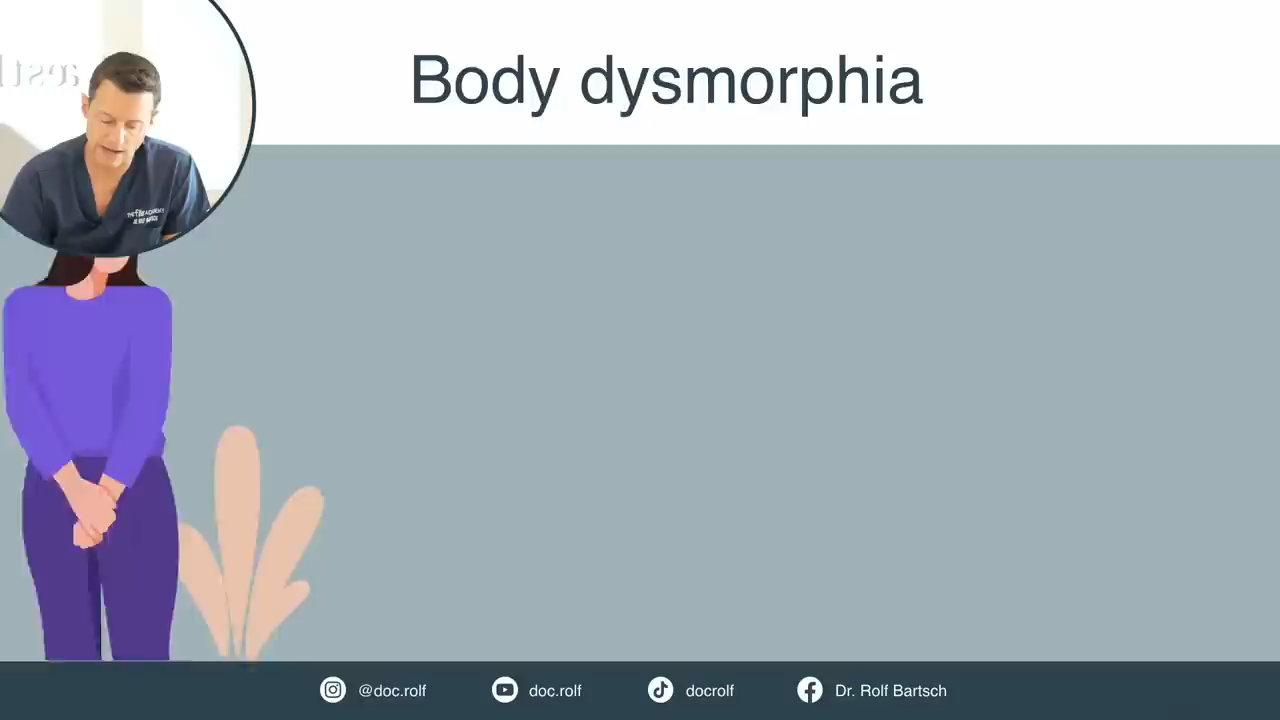 Body dysmorphia
@doc.rolf
doc.rolf
docrolf
Dr. Rolf Bartsch